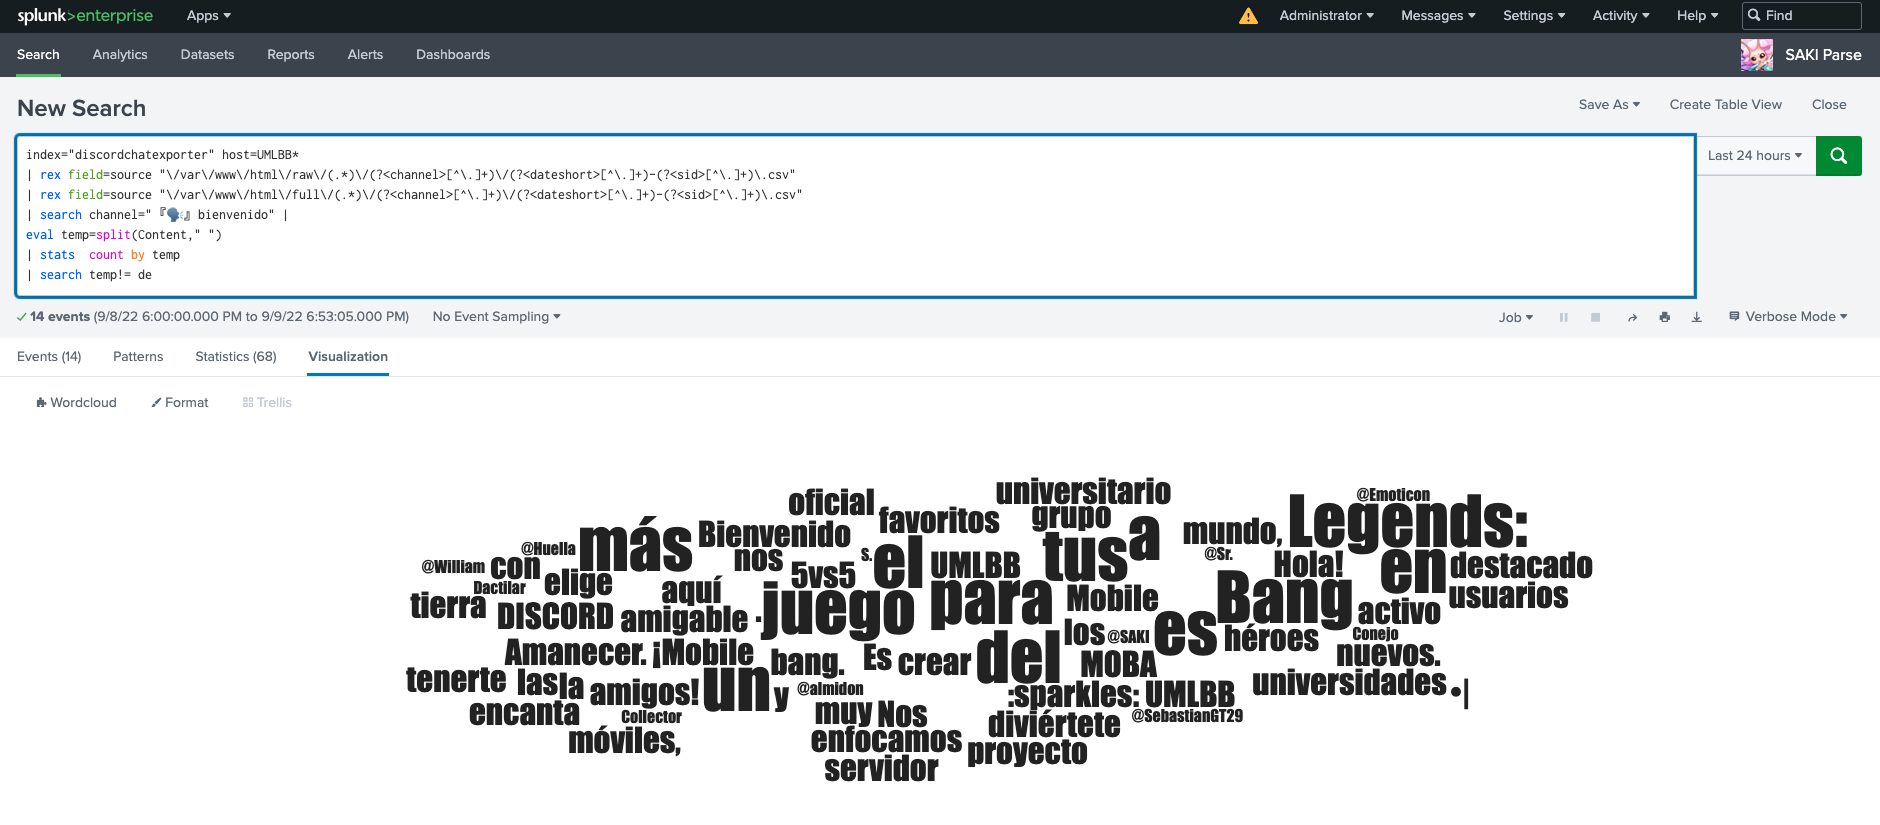 splunk>enterprise Apps Administrator Messages Settings Activity Help Find
Search Analytics Datasets Reports Alerts Dashboards SAKI Parse
New Search
Save As Create Table View Close
index="discordchatexporter" host=UMLBB*
| rex field=source "\/var\/www\/html\/raw\/(.*)\/(?<channel>[^\.]+)\/(?<dateshort>[^\.]+)-(?<sid>[^\.]+)\.csv"
| rex field=source "\/var\/www\/html\/full\/(.*)\/(?<channel>[^\.]+)\/(?<dateshort>[^\.]+)-(?<sid>[^\.]+)\.csv"
| search channel="『🗣』bienvenido" |
eval temp=split(Content," ")
| stats  count by temp
| search temp!= de
Last 24 hours
14 events (9/8/22 6:00:00.000 PM to 9/9/22 6:53:05.000 PM) No Event Sampling
Job Verbose Mode
Events (14) Patterns Statistics (68) Visualization
Wordcloud Format Trellis
universitario
oficial
@Emoticon
favoritos
grupo
Legends:
más
Bienvenido
a
mundo,
@Huella
nos
s.
el
UMLBB
tus
@Sr.
Hola!
en
destacado
@William
con
elige
5vs5
Dactilar
aquí
juego
para
Mobile
Bang
activo
usuarios
tierra
DISCORD
amigable
·
los
@SAKI
es
héroes
Conejo
Amanecer.
¡Mobile
bang.
Es
crear
del
MOBA
nuevos.
tenerte
las
la
amigos!
un
y
@almidon
:sparkles:
UMLBB
universidades
•
|
encanta
Collector
muy
Nos
diviértete
@SebastianGT29
móviles,
enfocamos
proyecto
servidor